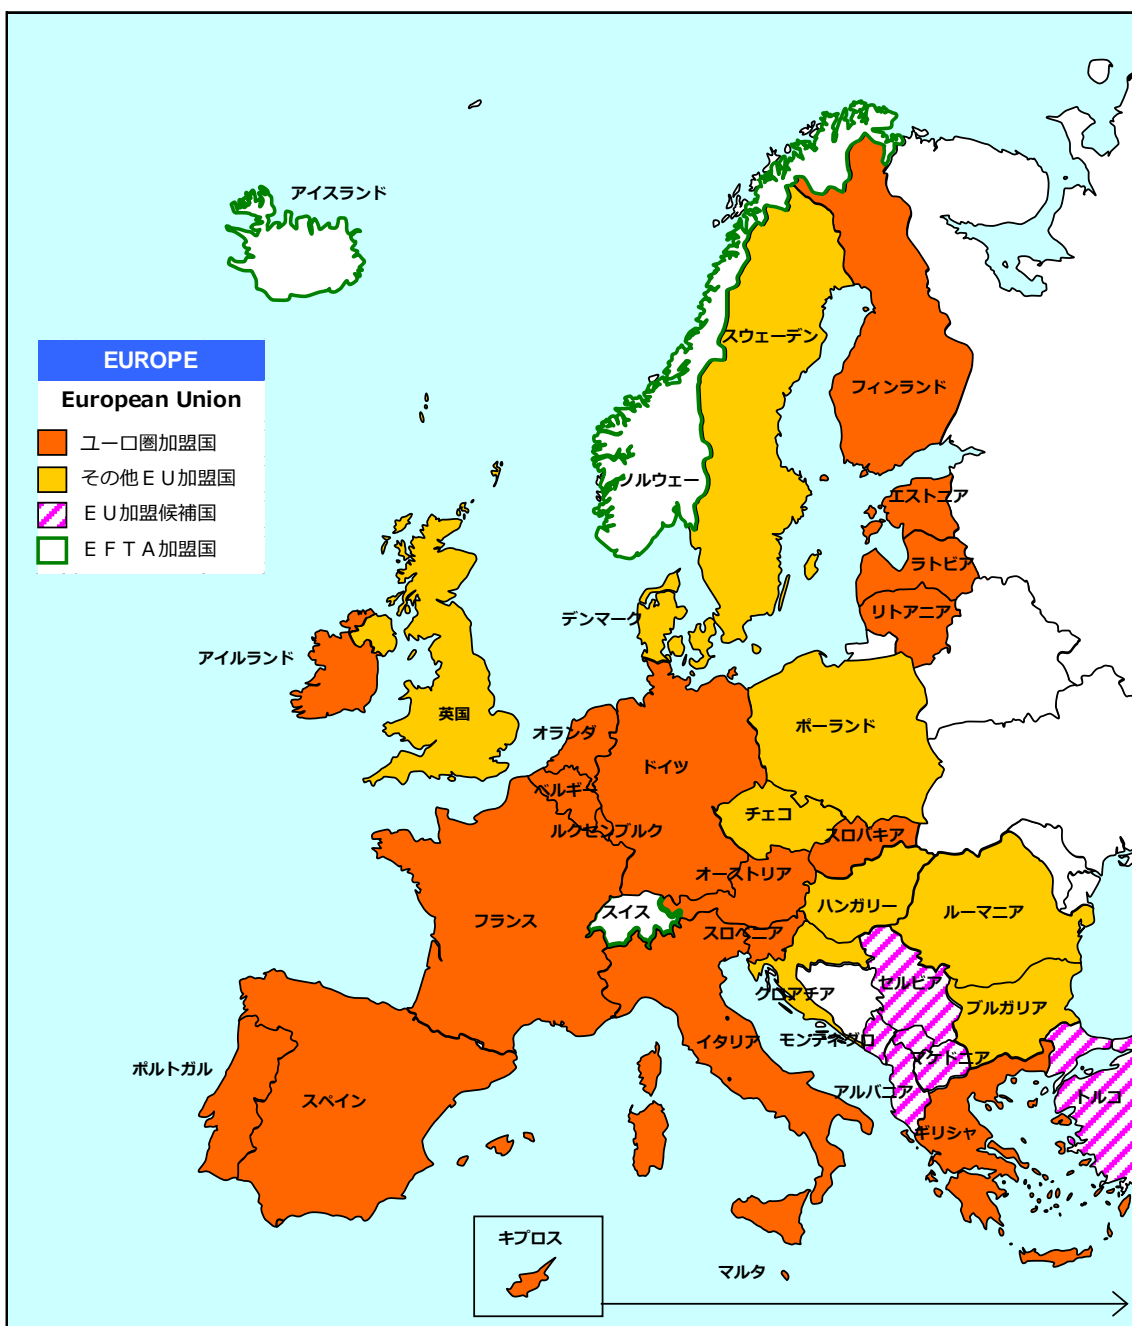 アイスランド
EUROPE
European Union
ユーロ圏加盟国
その他ＥＵ加盟国
ＥＵ加盟候補国
ＥＦＴＡ加盟国
スウェーデン
フィンランド
ノルウェー
エストニア
ラトビア
リトアニア
デンマーク
アイルランド
英国
オランダ
ポーランド
ドイツ
ベルギー
チェコ
ルクセンブルク
スロバキア
オーストリア
スイス
ハンガリー
ルーマニア
フランス
スロベニア
セルビア
クロアチア
ブルガリア
イタリア
モンテネグロ
マケドニア
ポルトガル
スペイン
アルバニア
トルコ
ギリシャ
キプロス
マルタ